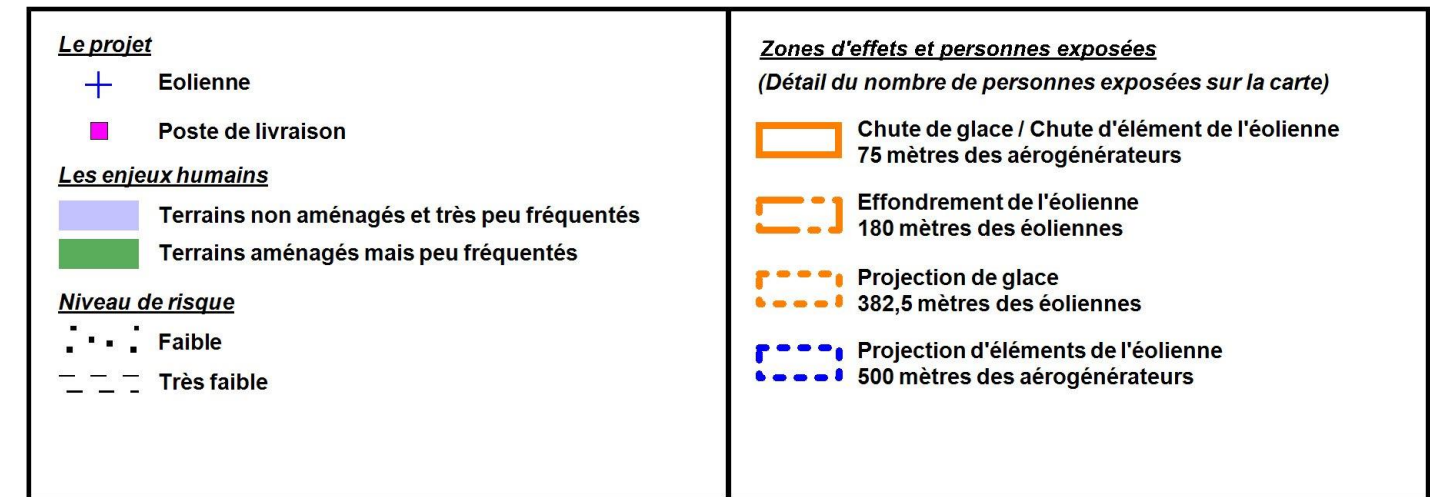 Le projet
Eolienne
Poste de livraison
Les enjeux humains
Terrains non aménagés et très peu fréquentés
Terrains aménagés mais peu fréquentés
Niveau de risque
Faible
Très faible
Zones d'effets et personnes exposées
(Détail du nombre de personnes exposées sur la carte)
Chute de glace / Chute d'élément de l'éolienne
75 mètres des aérogénérateurs
Effondrement de l'éolienne
180 mètres des éoliennes
Projection de glace
382,5 mètres des éoliennes
Projection d'éléments de l'éolienne
500 mètres des aérogénérateurs